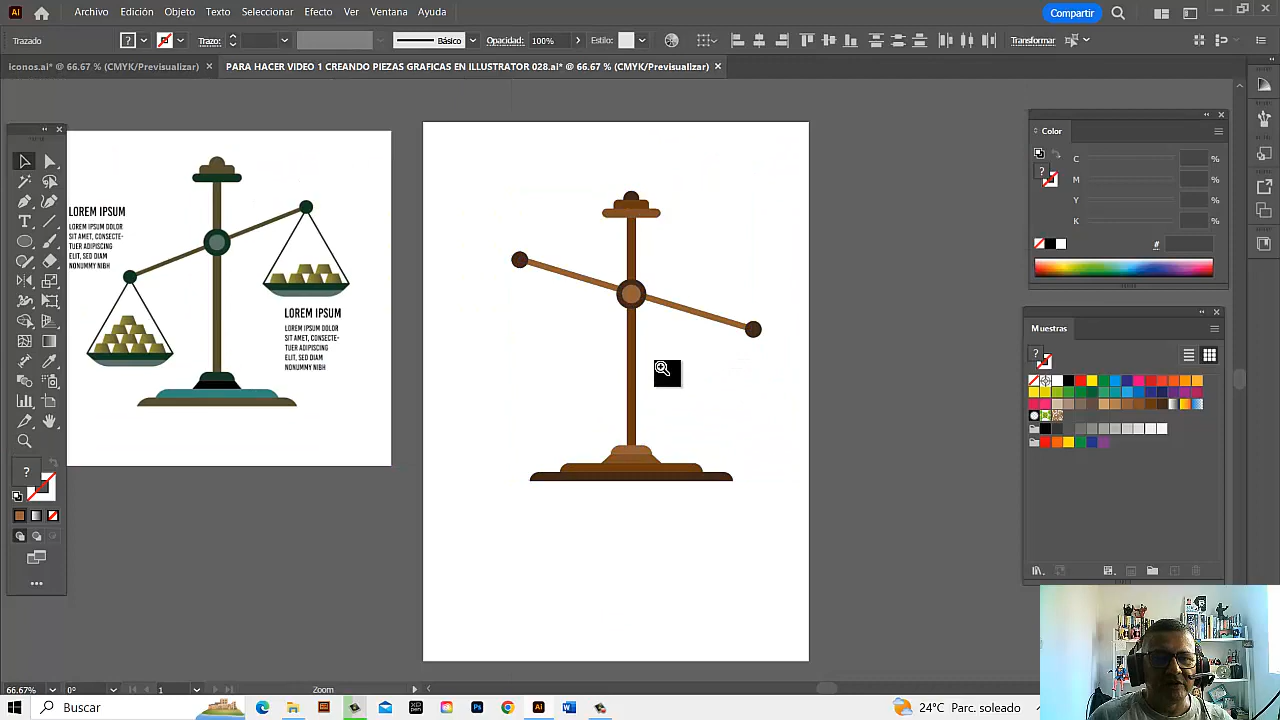 Ai
Archivo Edición Objeto Texto Seleccionar Efecto Ver Ventana Ayuda
Compartir
Trazado
?
Trazo:
Básico
Opacidad: 100%
Estilo:
Transformar
iconos.ai* @ 66.67 % (CMYK/Previsualizar) ×
PARA HACER VIDEO 1 CREANDO PIEZAS GRAFICAS EN ILLUSTRATOR 028.ai* @ 66.67 % (CMYK/Previsualizar) ×
LOREM IPSUM
LOREM IPSUM DOLOR
SIT AMET, CONSECTE-
TUER ADIPISCING
ELIT, SED DIAM
NONUMMY NIBH
LOREM IPSUM
LOREM IPSUM DOLOR
SIT AMET, CONSECTE-
TUER ADIPISCING
ELIT, SED DIAM
NONUMMY NIBH
Color
?
C %
M %
Y %
K %
#
Muestras
?
?
66.67% 0° 1 Zoom
Buscar
Ai
Ps
W
24°C Parc. soleado